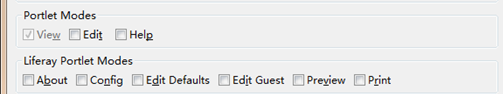 Portlet Modes
View Edit Help
Liferay Portlet Modes
About Config Edit Defaults Edit Guest Preview Print